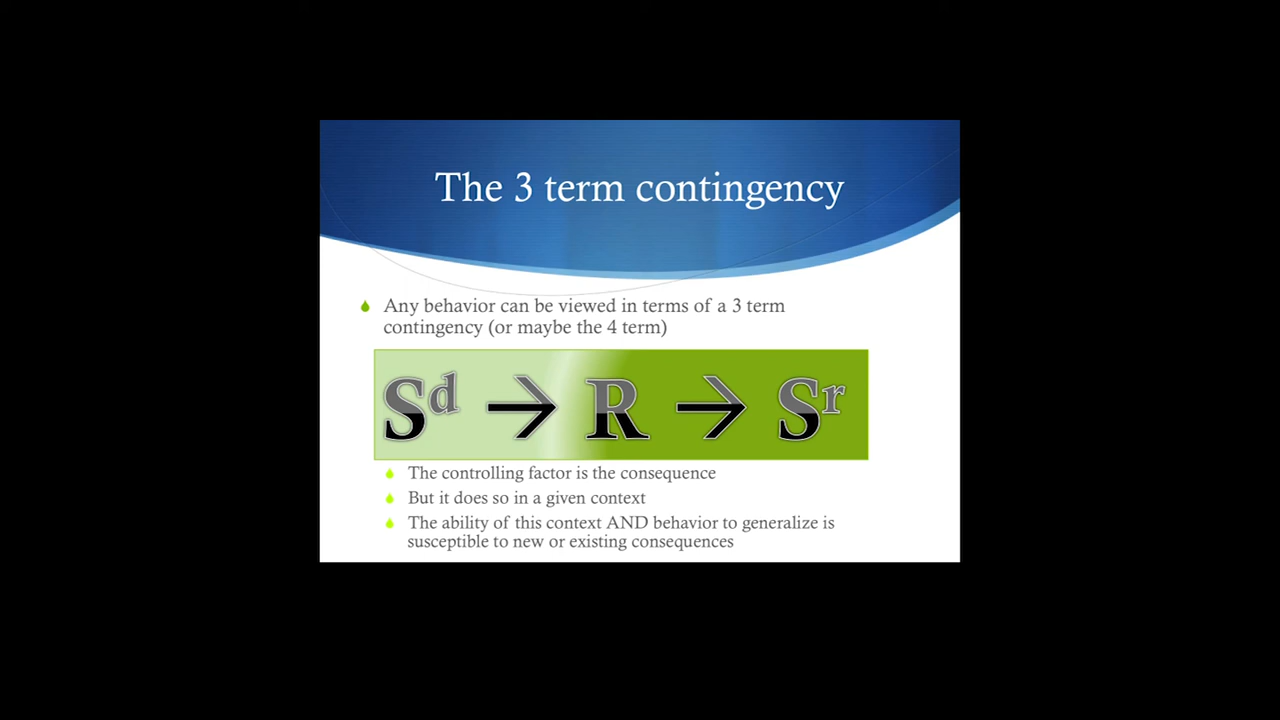 The 3 term contingency
Any behavior can be viewed in terms of a 3 term
contingency (or maybe the 4 term)
Sd → R → Sr
The controlling factor is the consequence
But it does so in a given context
The ability of this context AND behavior to generalize is
susceptible to new or existing consequences